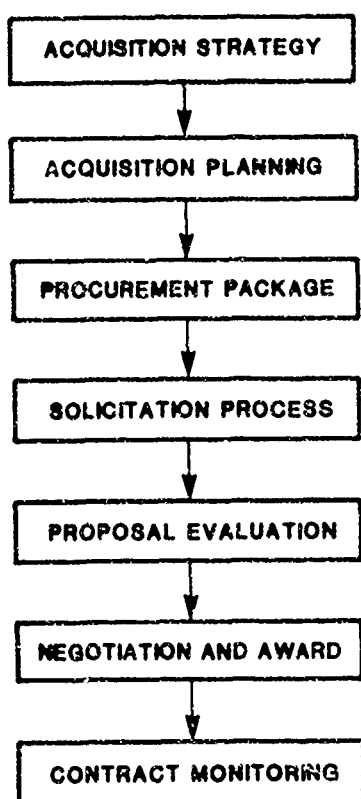 ACQUISITION STRATEGY
ACQUISITION PLANNING
PROCUREMENT PACKAGE
SOLICITATION PROCESS
PROPOSAL EVALUATION
NEGOTIATION AND AWARD
CONTRACT MONITORING